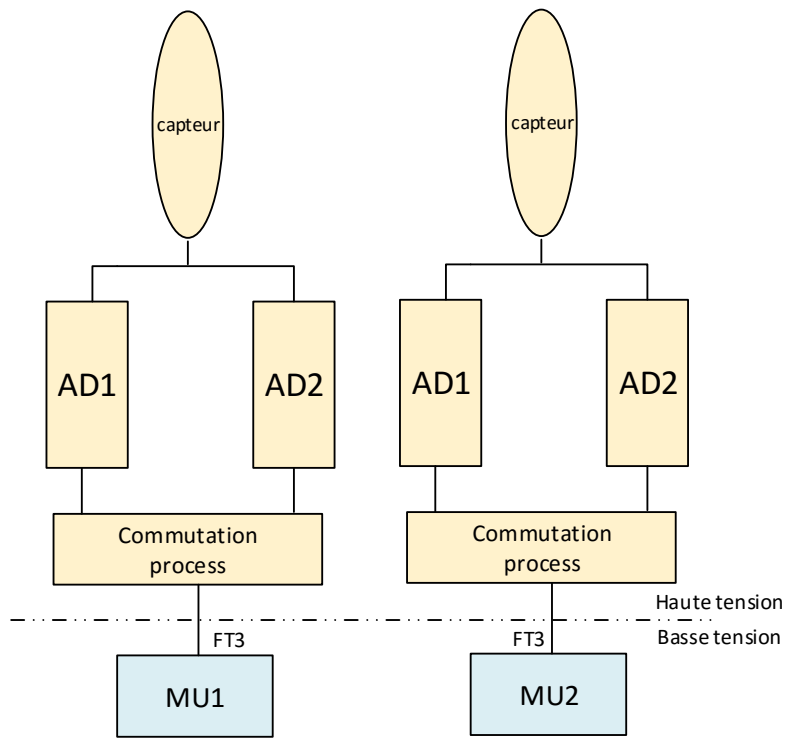 capteur
capteur
AD1
AD2
AD1
AD2
Commutation
process
Commutation
process
Haute tension
Basse tension
FT3
FT3
MU1
MU2